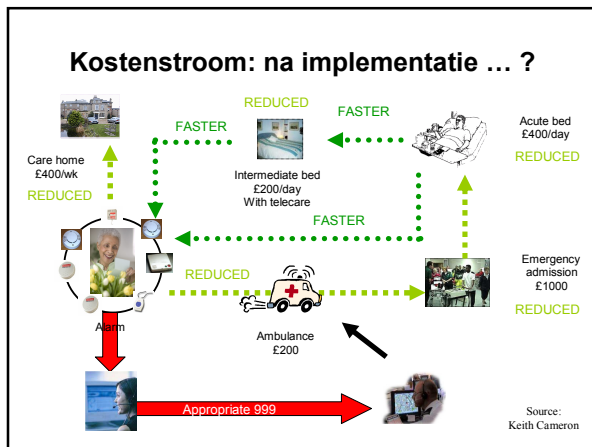 Kostenstroom: na implementatie … ?
REDUCED
FASTER
FASTER
Acute bed
£400/day
REDUCED
Care home
£400/wk
REDUCED
Intermediate bed
£200/day
With telecare
FASTER
REDUCED
Emergency
admission
£1000
REDUCED
Alarm
Ambulance
£200
Appropriate 999
Source:
Keith Cameron